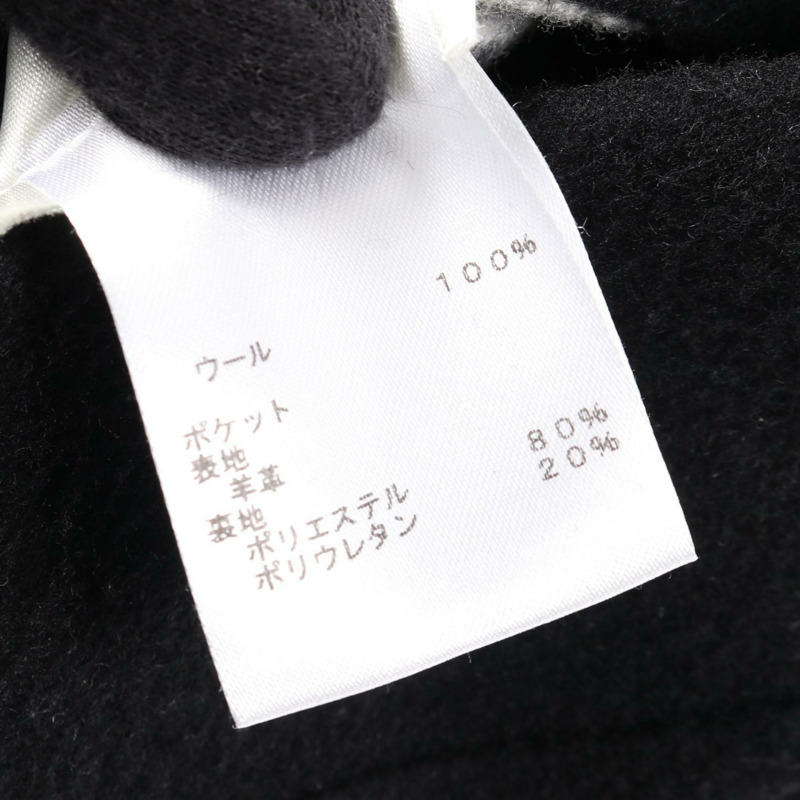 ウール 100%
ポケット
表地
羊革
裏地
ポリエステル 80%
ポリウレタン 20%